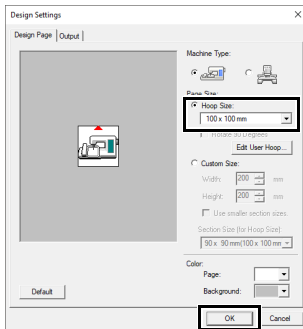 Design Settings
Design Page
Output
Machine Type:
Page Size:
Hoop Size:
100 x 100 mm
Rotate 90 Degrees
Edit User Hoop...
Custom Size:
Width: 200 mm
Height: 200 mm
Use smaller section sizes.
Section Size (for Hoop Size)
90 x 90 mm(100 x 100 mm
Color:
Page:
Background:
Default
OK
Cancel